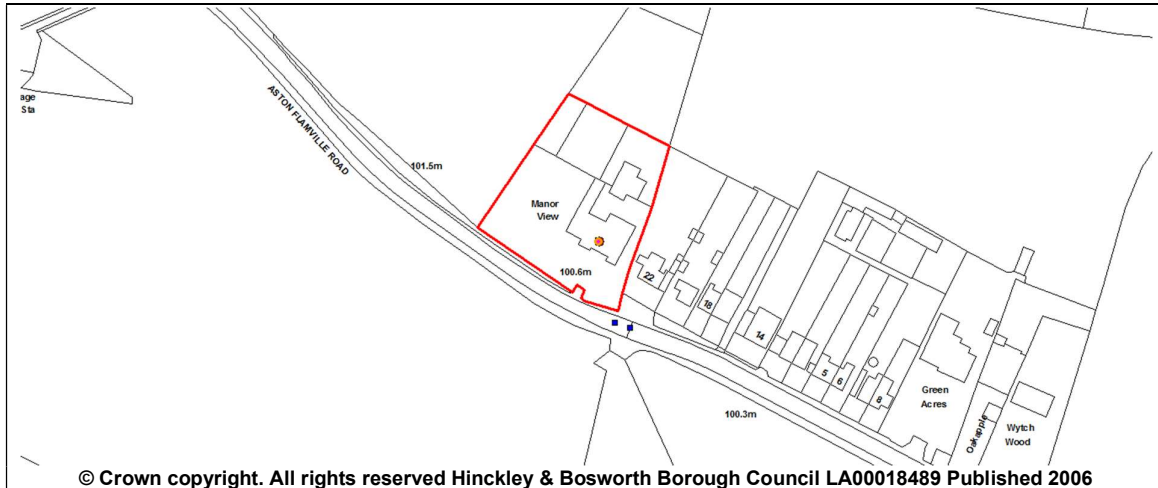 age
Sta
ASTON FLAMVILLE ROAD
101.5m
Manor
View
100.6m
22
18
14
5
6
8
100.3m
Green
Acres
Oakapple
Wytch
Wood
© Crown copyright. All rights reserved Hinckley & Bosworth Borough Council LA00018489 Published 2006